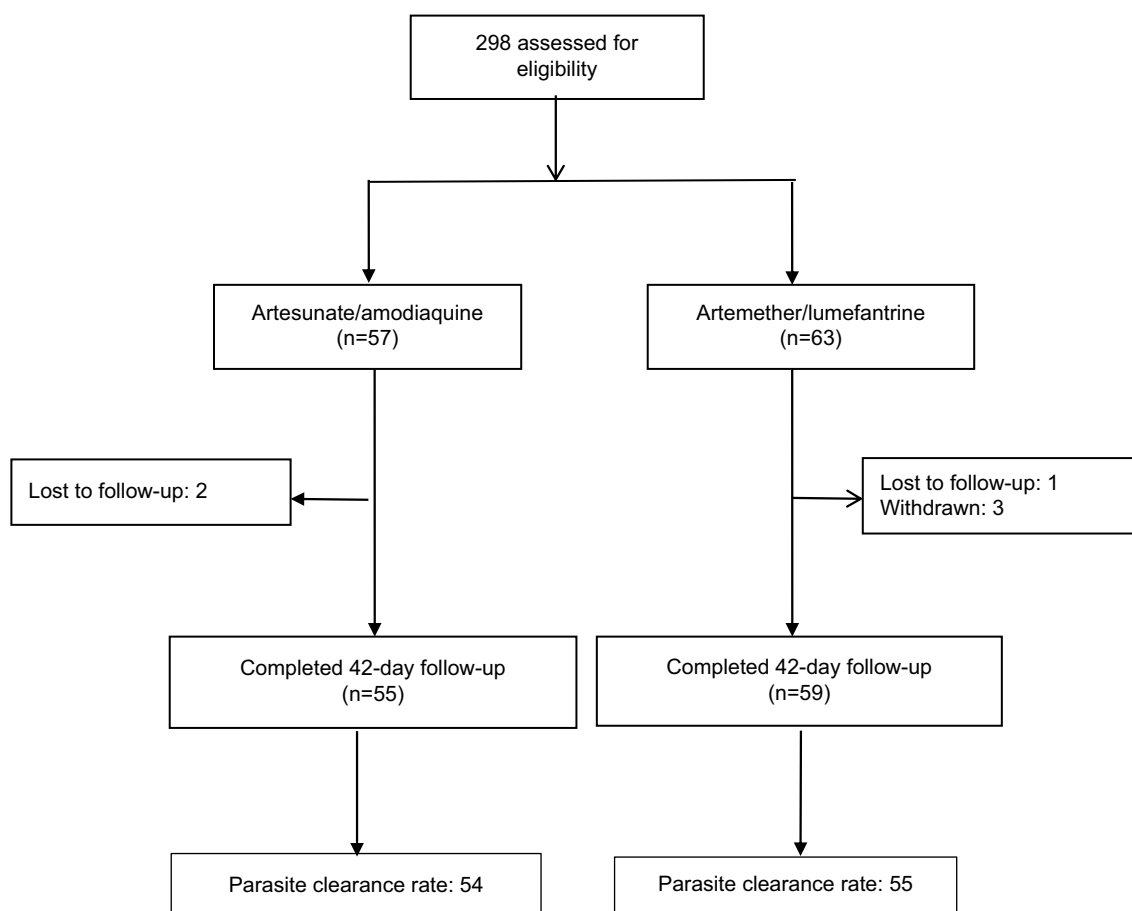 298 assessed for
eligibility
Artesunate/amodiaquine
(n=57)
Artemether/lumefantrine
(n=63)
Lost to follow-up: 2
Lost to follow-up: 1
Withdrawn: 3
Completed 42-day follow-up
(n=55)
Completed 42-day follow-up
(n=59)
Parasite clearance rate: 54
Parasite clearance rate: 55